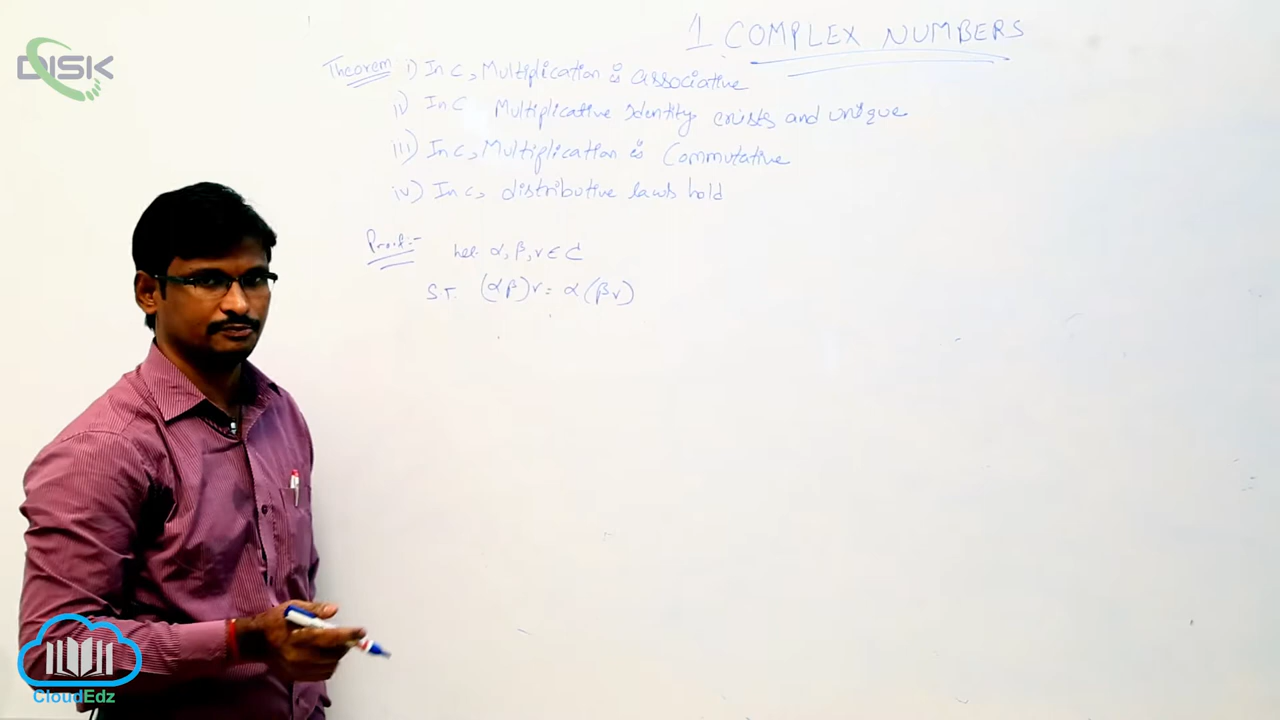 DISK
1 COMPLEX NUMBERS
Theorem i) In C, Multiplication is associative
ii) In C Multiplicative Identity exists and unique
iii) In C, Multiplication is Commutative
iv) In C, distributive laws hold
Proof:- let α, β, γ ∈ C
S.T. (αβ)γ = α(βγ)
CloudEdz